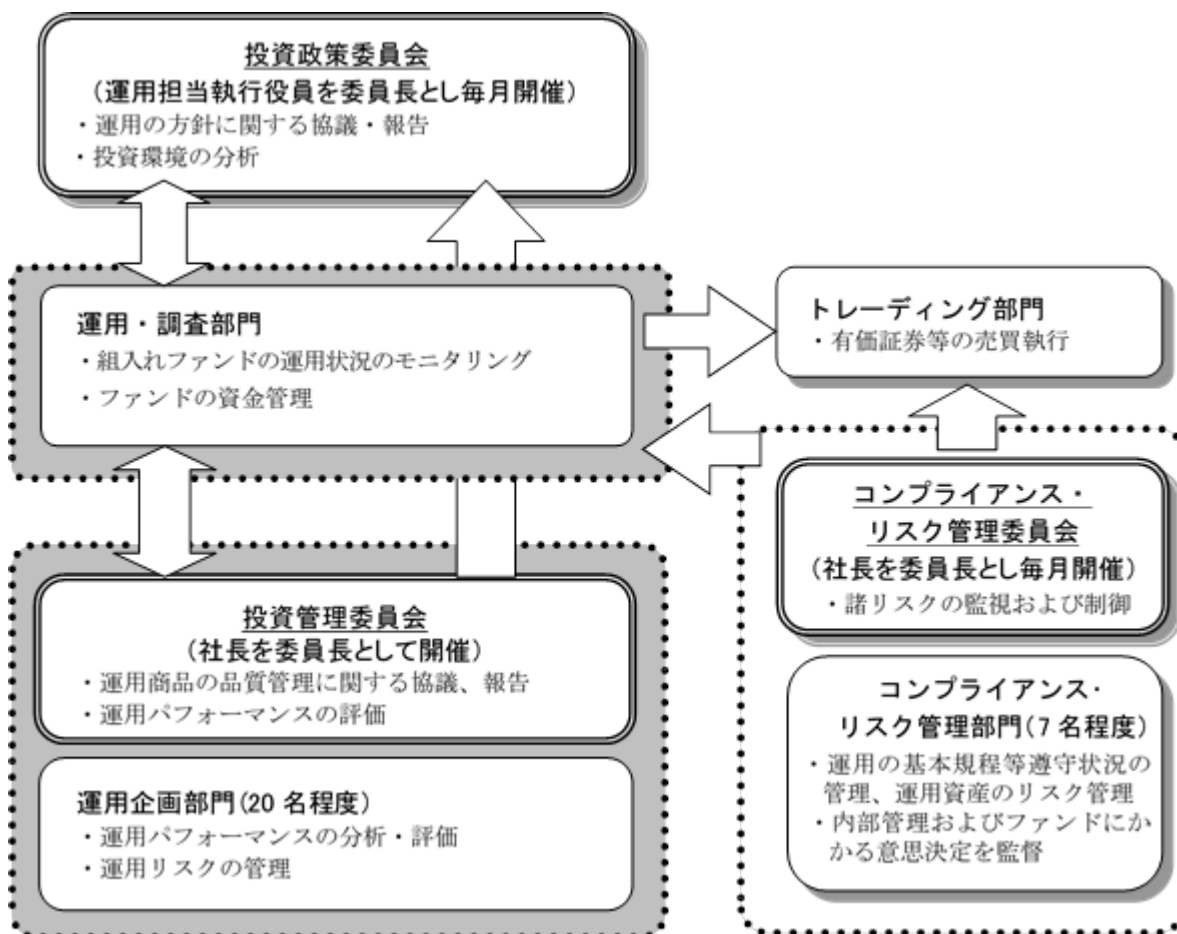 投資政策委員会
（運用担当執行役員を委員長とし毎月開催）
・運用の方針に関する協議・報告
・投資環境の分析
運用・調査部門
・組入れファンドの運用状況のモニタリング
・ファンドの資金管理
トレーディング部門
・有価証券等の売買執行
投資管理委員会
（社長を委員長として開催）
・運用商品の品質管理に関する協議、報告
・運用パフォーマンスの評価
運用企画部門（20 名程度）
・運用パフォーマンスの分析・評価
・運用リスクの管理
コンプライアンス・
リスク管理委員会
（社長を委員長とし毎月開催）
・諸リスクの監視および制御
コンプライアンス・
リスク管理部門（7 名程度）
・運用の基本規程等遵守状況の
管理、運用資産のリスク管理
・内部管理およびファンドにか
かる意思決定を監督